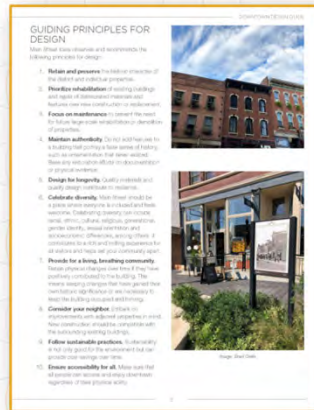 DOWNTOWN DESIGN GUIDE
GUIDING PRINCIPLES FOR
DESIGN
Main Street Iowa observes and recommends the
following principles for design:
1. Retain and preserve the historic character of
the district and individual properties.
2. Prioritize rehabilitation of existing buildings
and repair of deteriorated materials and
features over new construction or replacement.
3. Focus on maintenance to prevent the need
for future large-scale rehabilitation or demolition
of properties.
4. Maintain authenticity. Do not add features to
a building that portray a false sense of history,
such as ornamentation that never existed.
Base any restoration efforts on documentation
or physical evidence.
5. Design for longevity. Quality materials and
quality design contribute to resilience.
6. Celebrate diversity. Main Street should be
a place where everyone is included and feels
welcome. Celebrating diversity can include
racial, ethnic, cultural, religious, generational,
gender identity, sexual orientation and
socioeconomic differences, among others. It
contributes to a rich and inviting experience for
all visitors and helps set your community apart.
7. Provide for a living, breathing community.
Retain physical changes over time if they have
positively contributed to the building. This
means keeping changes that have gained their
own historic significance or are necessary to
keep the building occupied and thriving.
8. Consider your neighbor. Embark on
improvements with adjacent properties in mind.
New construction should be compatible with
the surrounding existing buildings.
9. Follow sustainable practices. Sustainability
is not only good for the environment but can
provide cost savings over time.
10. Ensure accessibility for all. Make sure that
all people can access and enjoy downtown
regardless of their physical ability.